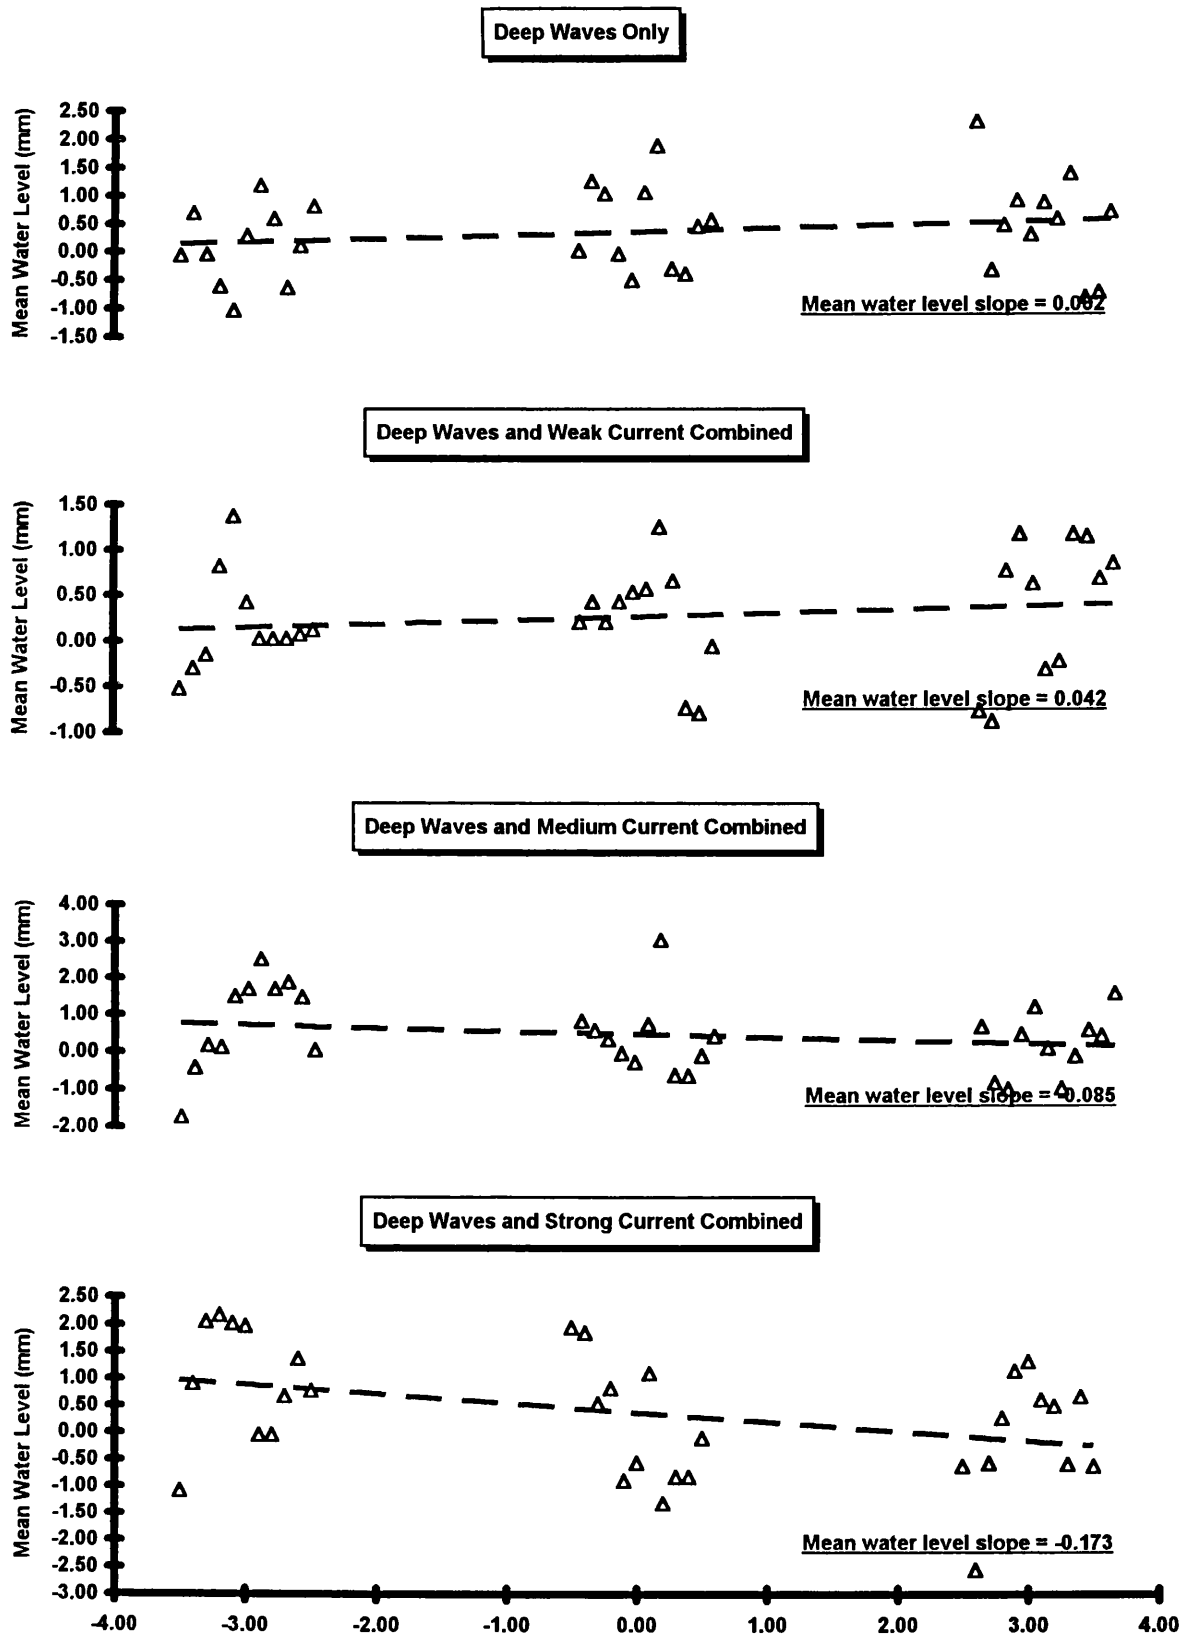 Deep Waves Only
Mean Water Level (mm)
2.50
2.00
1.50
1.00
0.50
0.00
-0.50
-1.00
-1.50
Mean water level slope = 0.062
Deep Waves and Weak Current Combined
Mean Water Level (mm)
1.50
1.00
0.50
0.00
-0.50
-1.00
Mean water level slope = 0.042
Deep Waves and Medium Current Combined
Mean Water Level (mm)
4.00
3.00
2.00
1.00
0.00
-1.00
-2.00
Mean water level slope = -0.085
Deep Waves and Strong Current Combined
Mean Water Level (mm)
2.50
2.00
1.50
1.00
0.50
0.00
-0.50
-1.00
-1.50
-2.00
-2.50
-3.00
Mean water level slope = -0.173
-4.00 -3.00 -2.00 -1.00 0.00 1.00 2.00 3.00 4.00